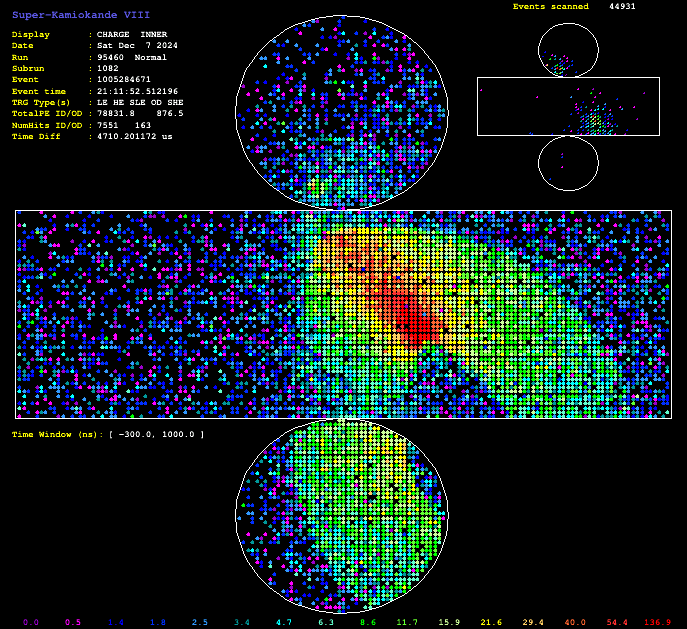 Super-Kamiokande VIII
Events scanned 44931
Display : CHARGE INNER
Date : Sat Dec 7 2024
Run : 95460 Normal
Subrun : 1082
Event : 1005284671
Event time : 21:11:52.512196
TRG Type(s) : LE HE SLE OD SHE
TotalPE ID/OD : 78831.8 876.5
NumHits ID/OD : 7551 163
Time Diff : 4710.201172 us
Time Window (ns): [ -300.0, 1000.0 ]
0.0 0.5 1.1 1.8 2.5 3.4 4.7 6.3 8.6 11.7 15.9 21.6 29.4 40.0 54.4 136.9